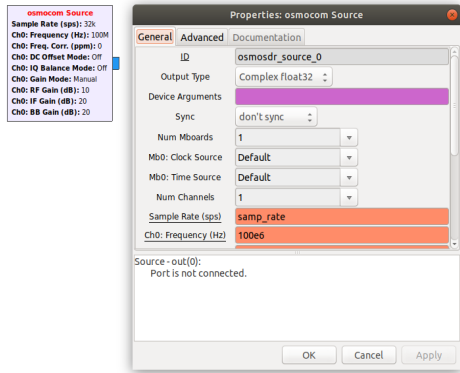 osmocom Source
Sample Rate (sps): 32k
Ch0: Frequency (Hz): 100M
Ch0: Freq. Corr. (ppm): 0
Ch0: DC Offset Mode: Off
Ch0: IQ Balance Mode: Off
Ch0: Gain Mode: Manual
Ch0: RF Gain (dB): 10
Ch0: IF Gain (dB): 20
Ch0: BB Gain (dB): 20
Properties: osmocom Source
General Advanced Documentation
ID osmosdr_source_0
Output Type Complex float32
Device Arguments
Sync don't sync
Num Mboards 1
Mb0: Clock Source Default
Mb0: Time Source Default
Num Channels 1
Sample Rate (sps) samp_rate
Ch0: Frequency (Hz) 100e6
Source - out(0):
Port is not connected.
OK Cancel Apply